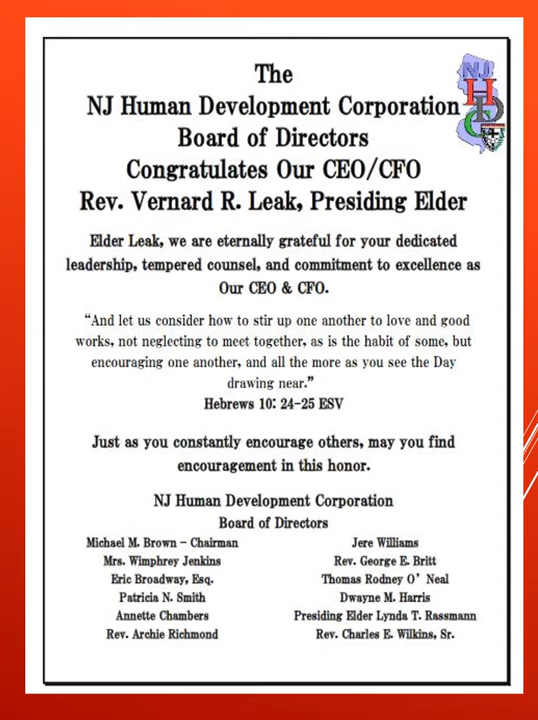 The
NJ Human Development Corporation
Board of Directors
Congratulates Our CEO/CFO
Rev. Vernard R. Leak, Presiding Elder
NJ
H
D
C
Elder Leak, we are eternally grateful for your dedicated
leadership, tempered counsel, and commitment to excellence as
Our CEO & CFO.
“And let us consider how to stir up one another to love and good
works, not neglecting to meet together, as is the habit of some, but
encouraging one another, and all the more as you see the Day
drawing near.”
Hebrews 10: 24-25 ESV
Just as you constantly encourage others, may you find
encouragement in this honor.
NJ Human Development Corporation
Board of Directors
Michael M. Brown - Chairman
Mrs. Wimphrey Jenkins
Eric Broadway, Esq.
Patricia N. Smith
Annette Chambers
Rev. Archie Richmond
Jere Williams
Rev. George E. Britt
Thomas Rodney O’ Neal
Dwayne M. Harris
Presiding Elder Lynda T. Rassmann
Rev. Charles E. Wilkins, Sr.